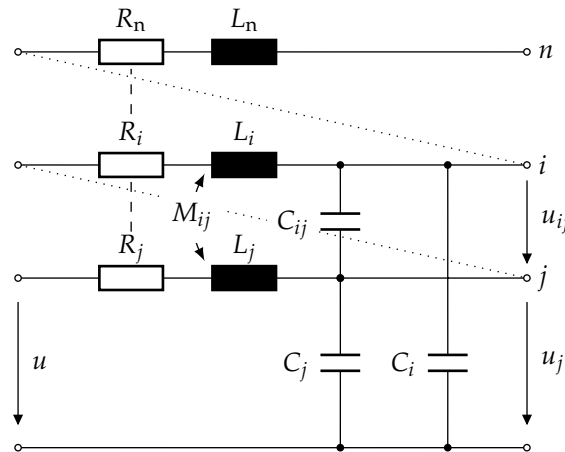 Rₙ Lₙ n
Rᵢ Lᵢ i
Mᵢⱼ Cᵢⱼ uᵢⱼ
Rⱼ Lⱼ j
u Cⱼ Cᵢ uⱼ